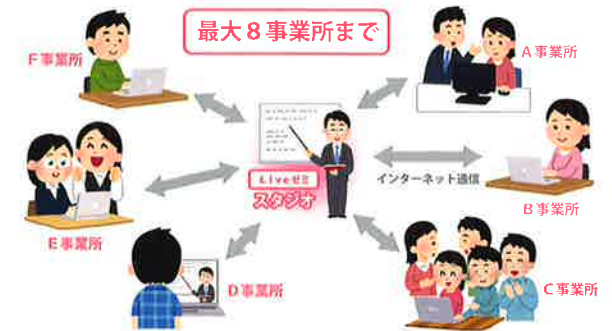 最大8事業所まで
F事業所
A事業所
Liveゼミ
スタジオ
インターネット通信
B事業所
E事業所
D事業所
C事業所